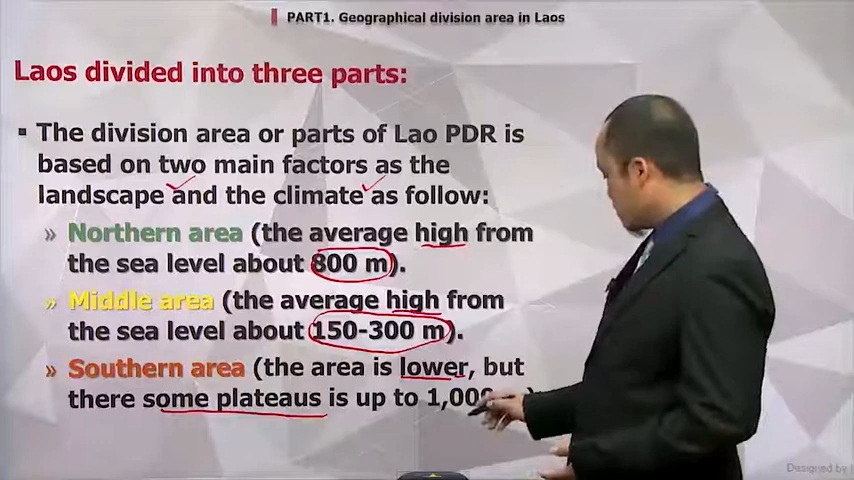 PART1. Geographical division area in Laos
Laos divided into three parts:
▪ The division area or parts of Lao PDR is
based on two main factors as the
landscape and the climate as follow:
» Northern area (the average high from
the sea level about 800 m).
» Middle area (the average high from
the sea level about 150-300 m).
» Southern area (the area is lower, but
there some plateaus is up to 1,000
Designed by